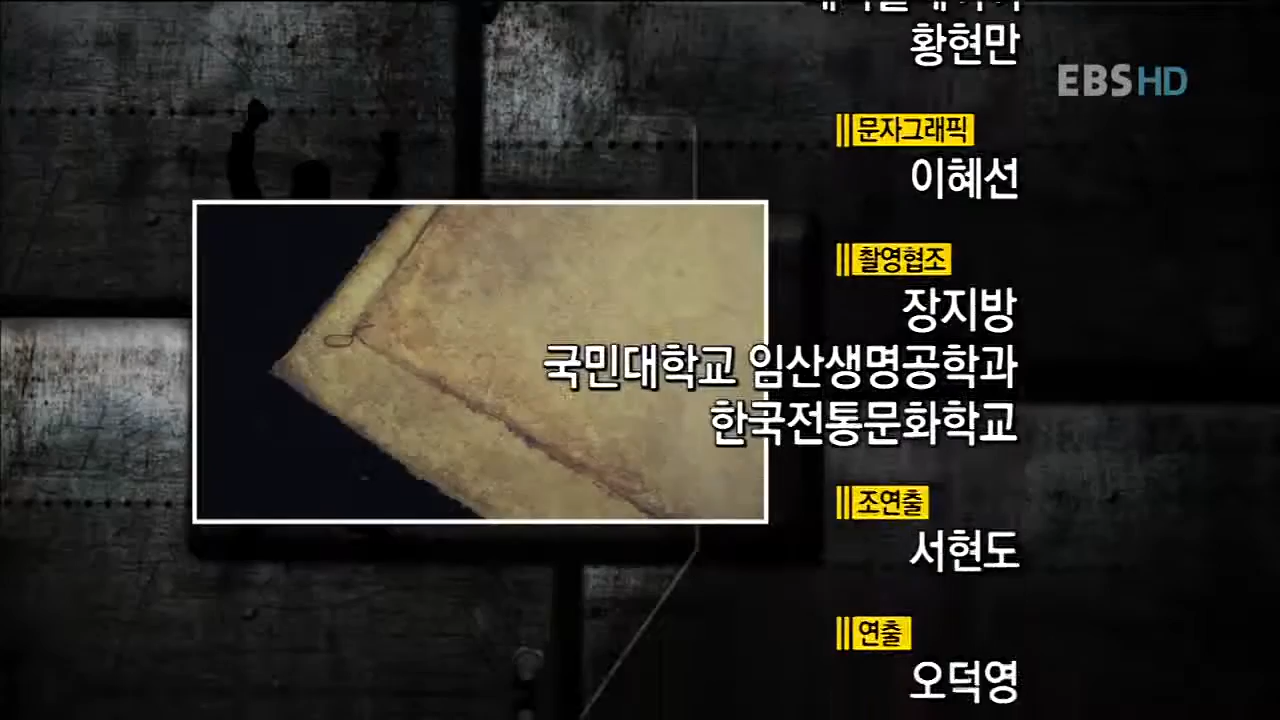 황현만
EBS HD
문자그래픽
이혜선
촬영협조
장지방
국민대학교 임산생명공학과
한국전통문화학교
조연출
서현도
연출
오덕영